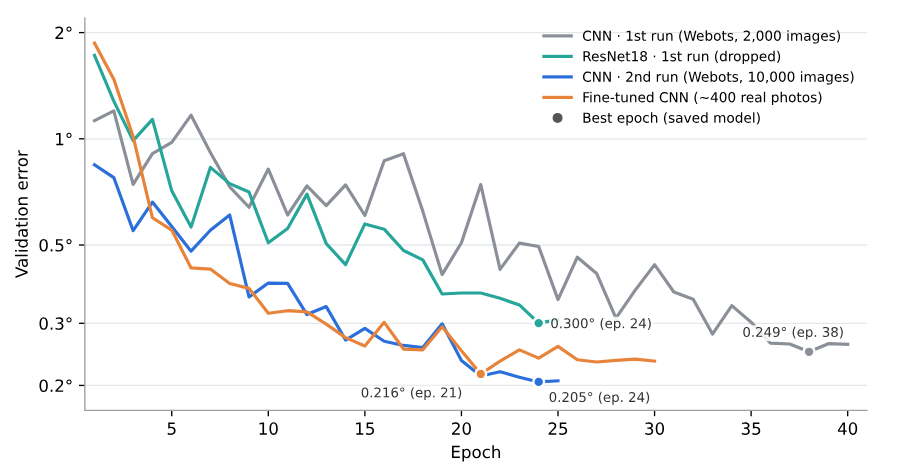 CNN · 1st run (Webots, 2,000 images)
ResNet18 · 1st run (dropped)
CNN · 2nd run (Webots, 10,000 images)
Fine-tuned CNN (~400 real photos)
Best epoch (saved model)
Validation error
2°
1°
0.5°
0.3°
0.2°
0.300° (ep. 24)
0.249° (ep. 38)
0.216° (ep. 21)
0.205° (ep. 24)
5 10 15 20 25 30 35 40
Epoch